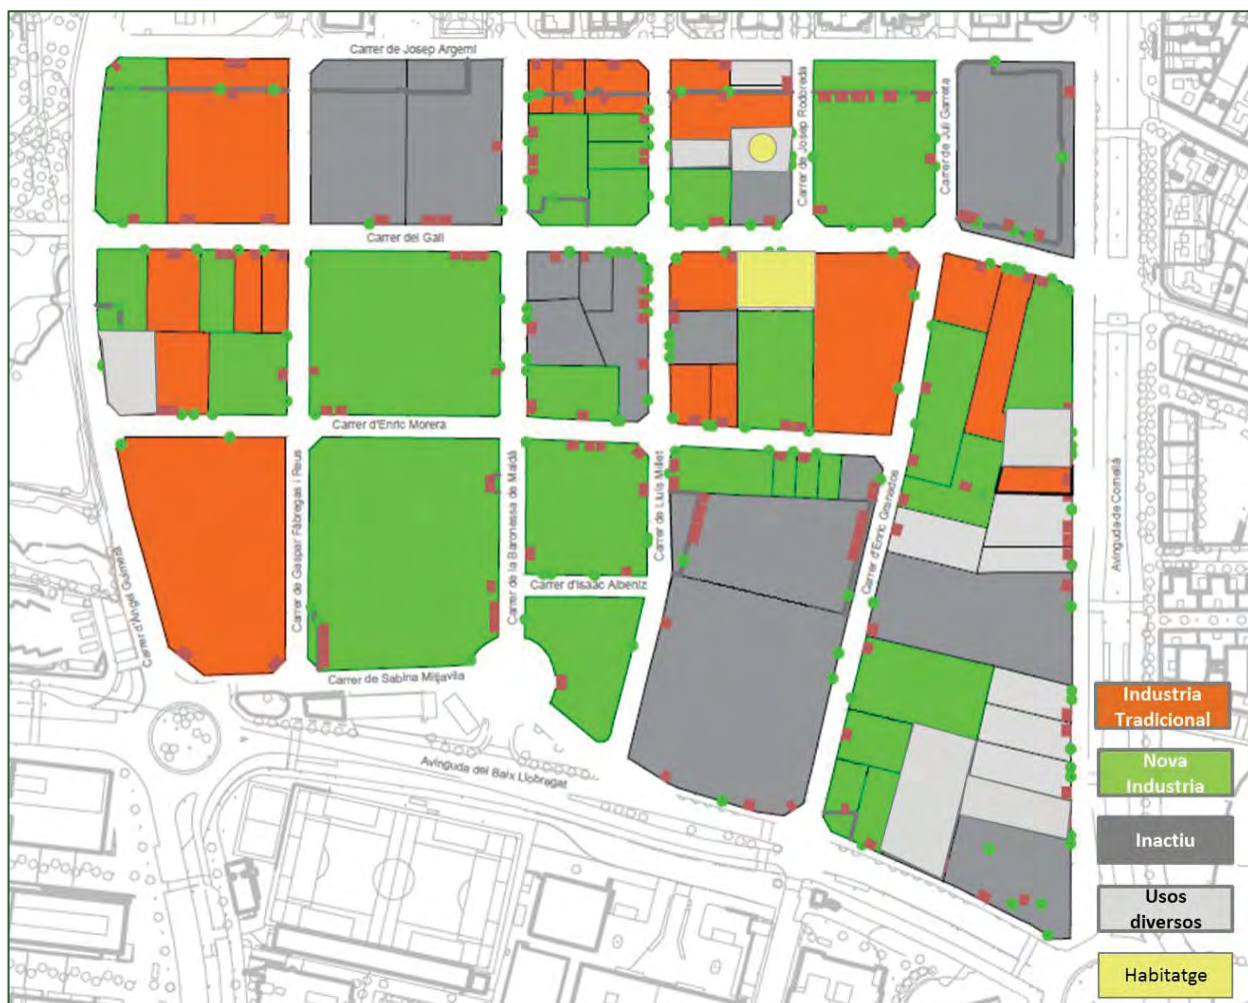 Carrer de Josep Argemí
Carrer de Josep Rodoreda
Carrer de Juli Garreta
Carrer del Gall
Carrer d'Enric Morera
Carrer d'Àngel Guimerà
Carrer de Gaspar Fàbregas i Reus
Carrer de la Baronessa de Maldà
Carrer de Lluís Millet
Carrer d'Enric Granados
Avinguda de Cornellà
Carrer d'Isaac Albeniz
Carrer de Sabina Mitjavila
Avinguda del Baix Llobregat
Industria
Tradicional
Nova
Industria
Inactiu
Usos
diversos
Habitatge